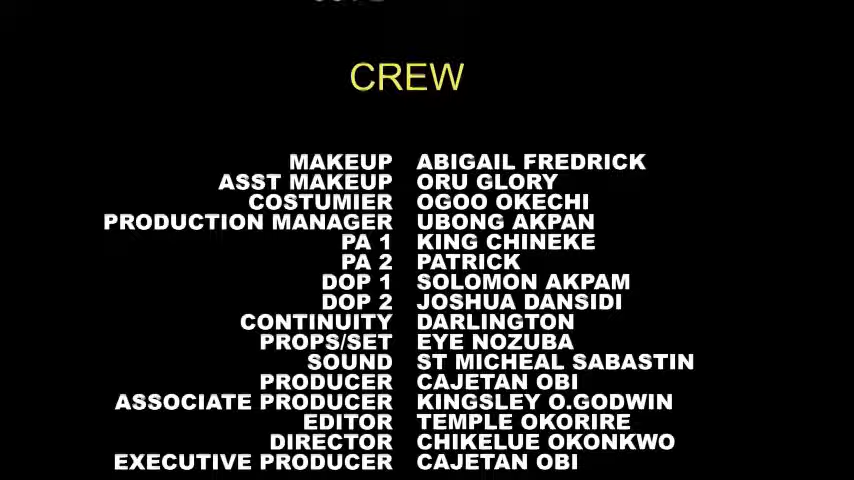 CREW
MAKEUP ABIGAIL FREDRICK
ASST MAKEUP ORU GLORY
COSTUMIER OGOO OKECHI
PRODUCTION MANAGER UBONG AKPAN
PA 1 KING CHINEKE
PA 2 PATRICK
DOP 1 SOLOMON AKPAM
DOP 2 JOSHUA DANSIDI
CONTINUITY DARLINGTON
PROPS/SET EYE NOZUBA
SOUND ST MICHEAL SABASTIN
PRODUCER CAJETAN OBI
ASSOCIATE PRODUCER KINGSLEY O.GODWIN
EDITOR TEMPLE OKORIRE
DIRECTOR CHIKELUE OKONKWO
EXECUTIVE PRODUCER CAJETAN OBI